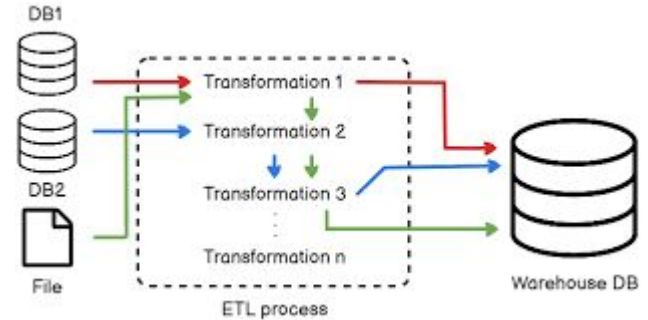 DB1
DB2
File
Transformation 1
Transformation 2
Transformation 3
Transformation n
ETL process
Warehouse DB